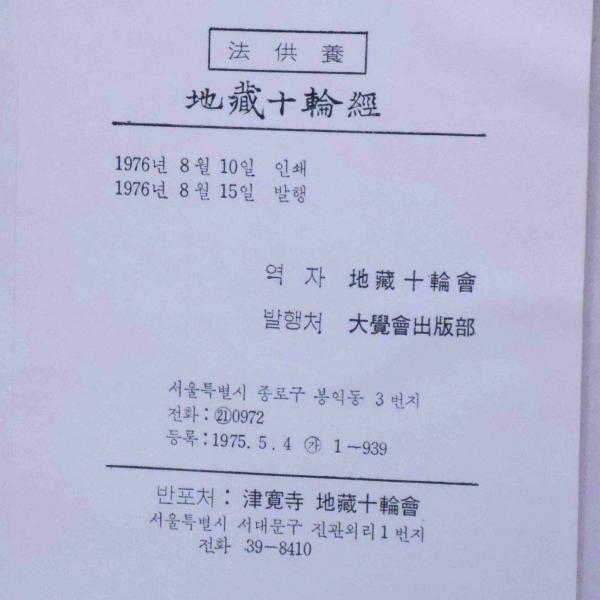 法供養
地藏十輪經
1976년 8월 10일 인쇄
1976년 8월 15일 발행
역 자 地藏十輪會
발행처 大覺會出版部
서울특별시 종로구 봉익동 3 번지
전화 : ㉑0972
등록 : 1975. 5. 4 ㉮ 1－939
반포처 : 津寬寺 地藏十輪會
서울특별시 서대문구 진관외리 1 번지
전화 39-8410